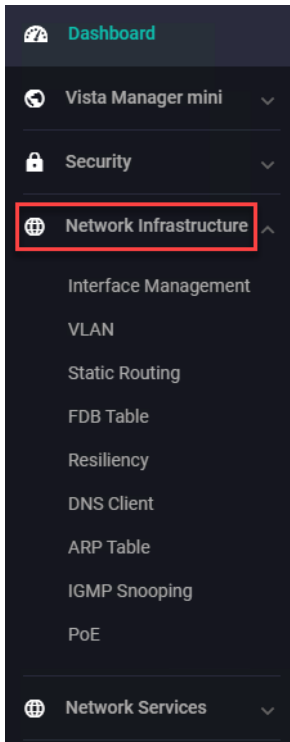 Dashboard
Vista Manager mini
Security
Network Infrastructure
Interface Management
VLAN
Static Routing
FDB Table
Resiliency
DNS Client
ARP Table
IGMP Snooping
PoE
Network Services